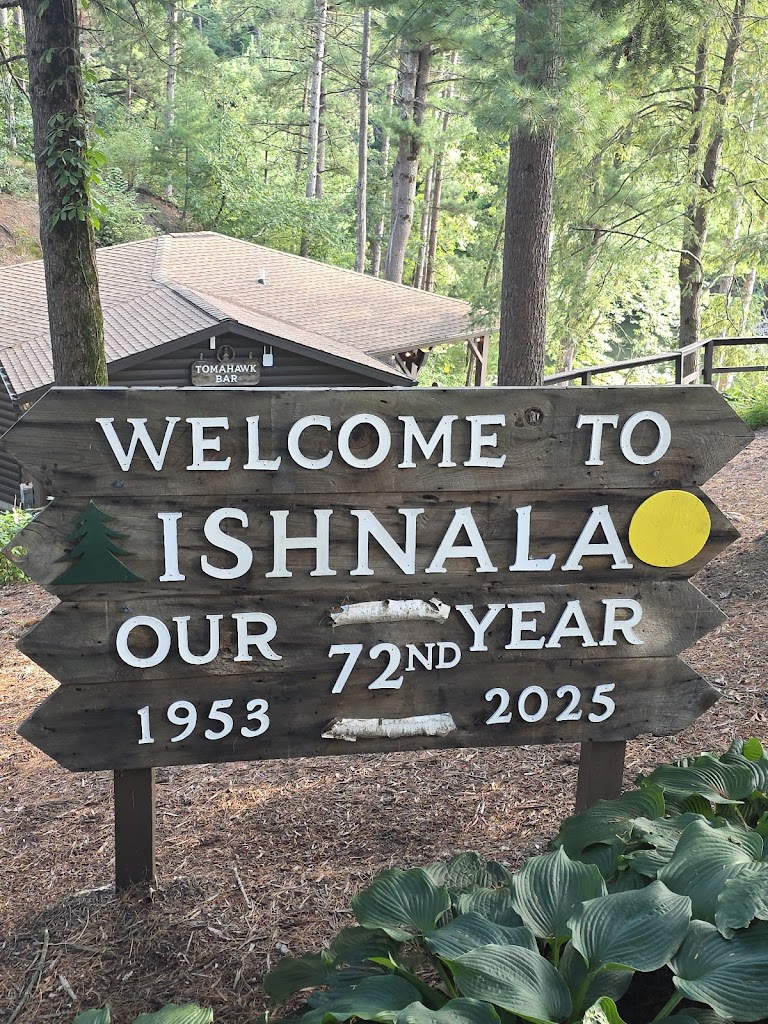 TOMAHAWK
BAR
WELCOME TO
ISHNALA
OUR 72ND YEAR
1953 2025